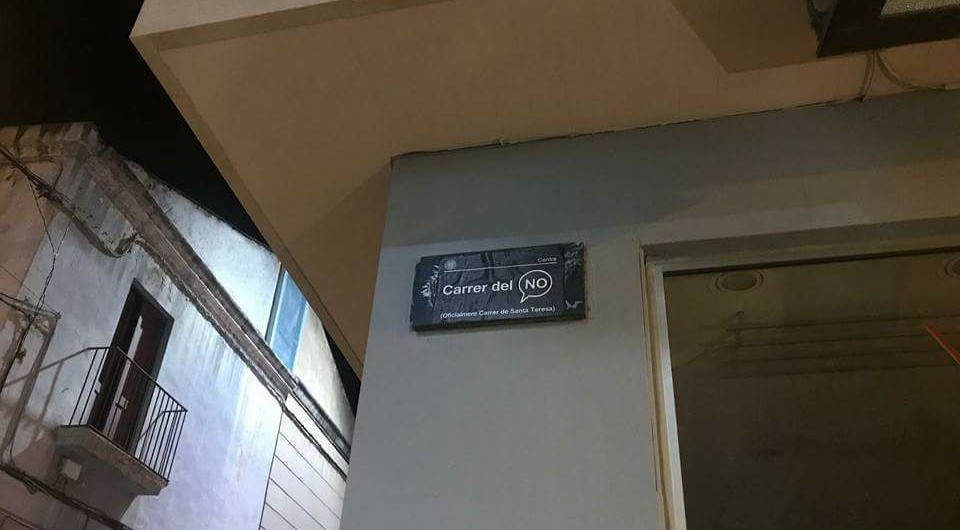 Centre
Carrer del NO
(Oficialment Carrer de Santa Teresa)